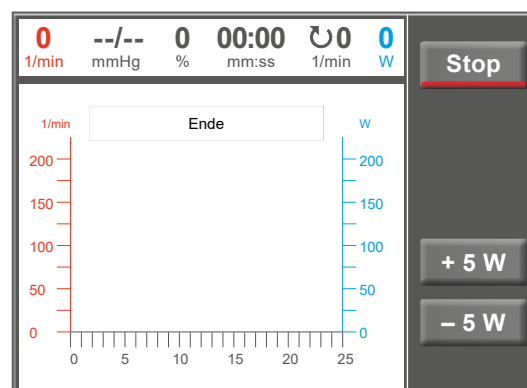 0 --/-- 0 00:00 0 0
1/min mmHg % mm:ss 1/min W
Stop
1/min Ende W
200 200
150 150
100 100
+ 5 W
50 50
– 5 W
0 0
0 5 10 15 20 25